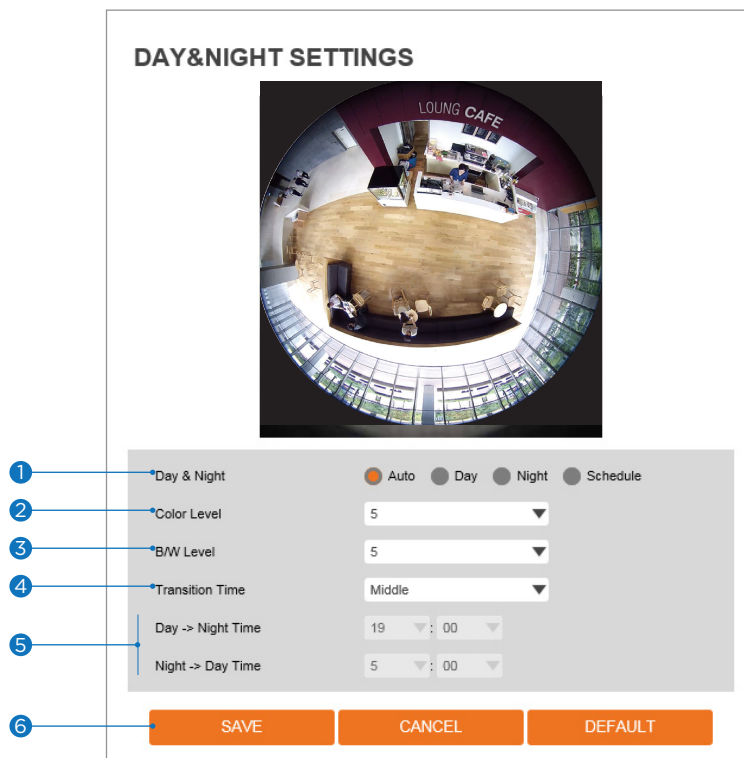 DAY&NIGHT SETTINGS
LOUNG CAFE
1 Day & Night Auto Day Night Schedule
2 Color Level 5
3 B/W Level 5
4 Transition Time Middle
Day -> Night Time 19 : 00
5
Night -> Day Time 5 : 00
6 SAVE CANCEL DEFAULT